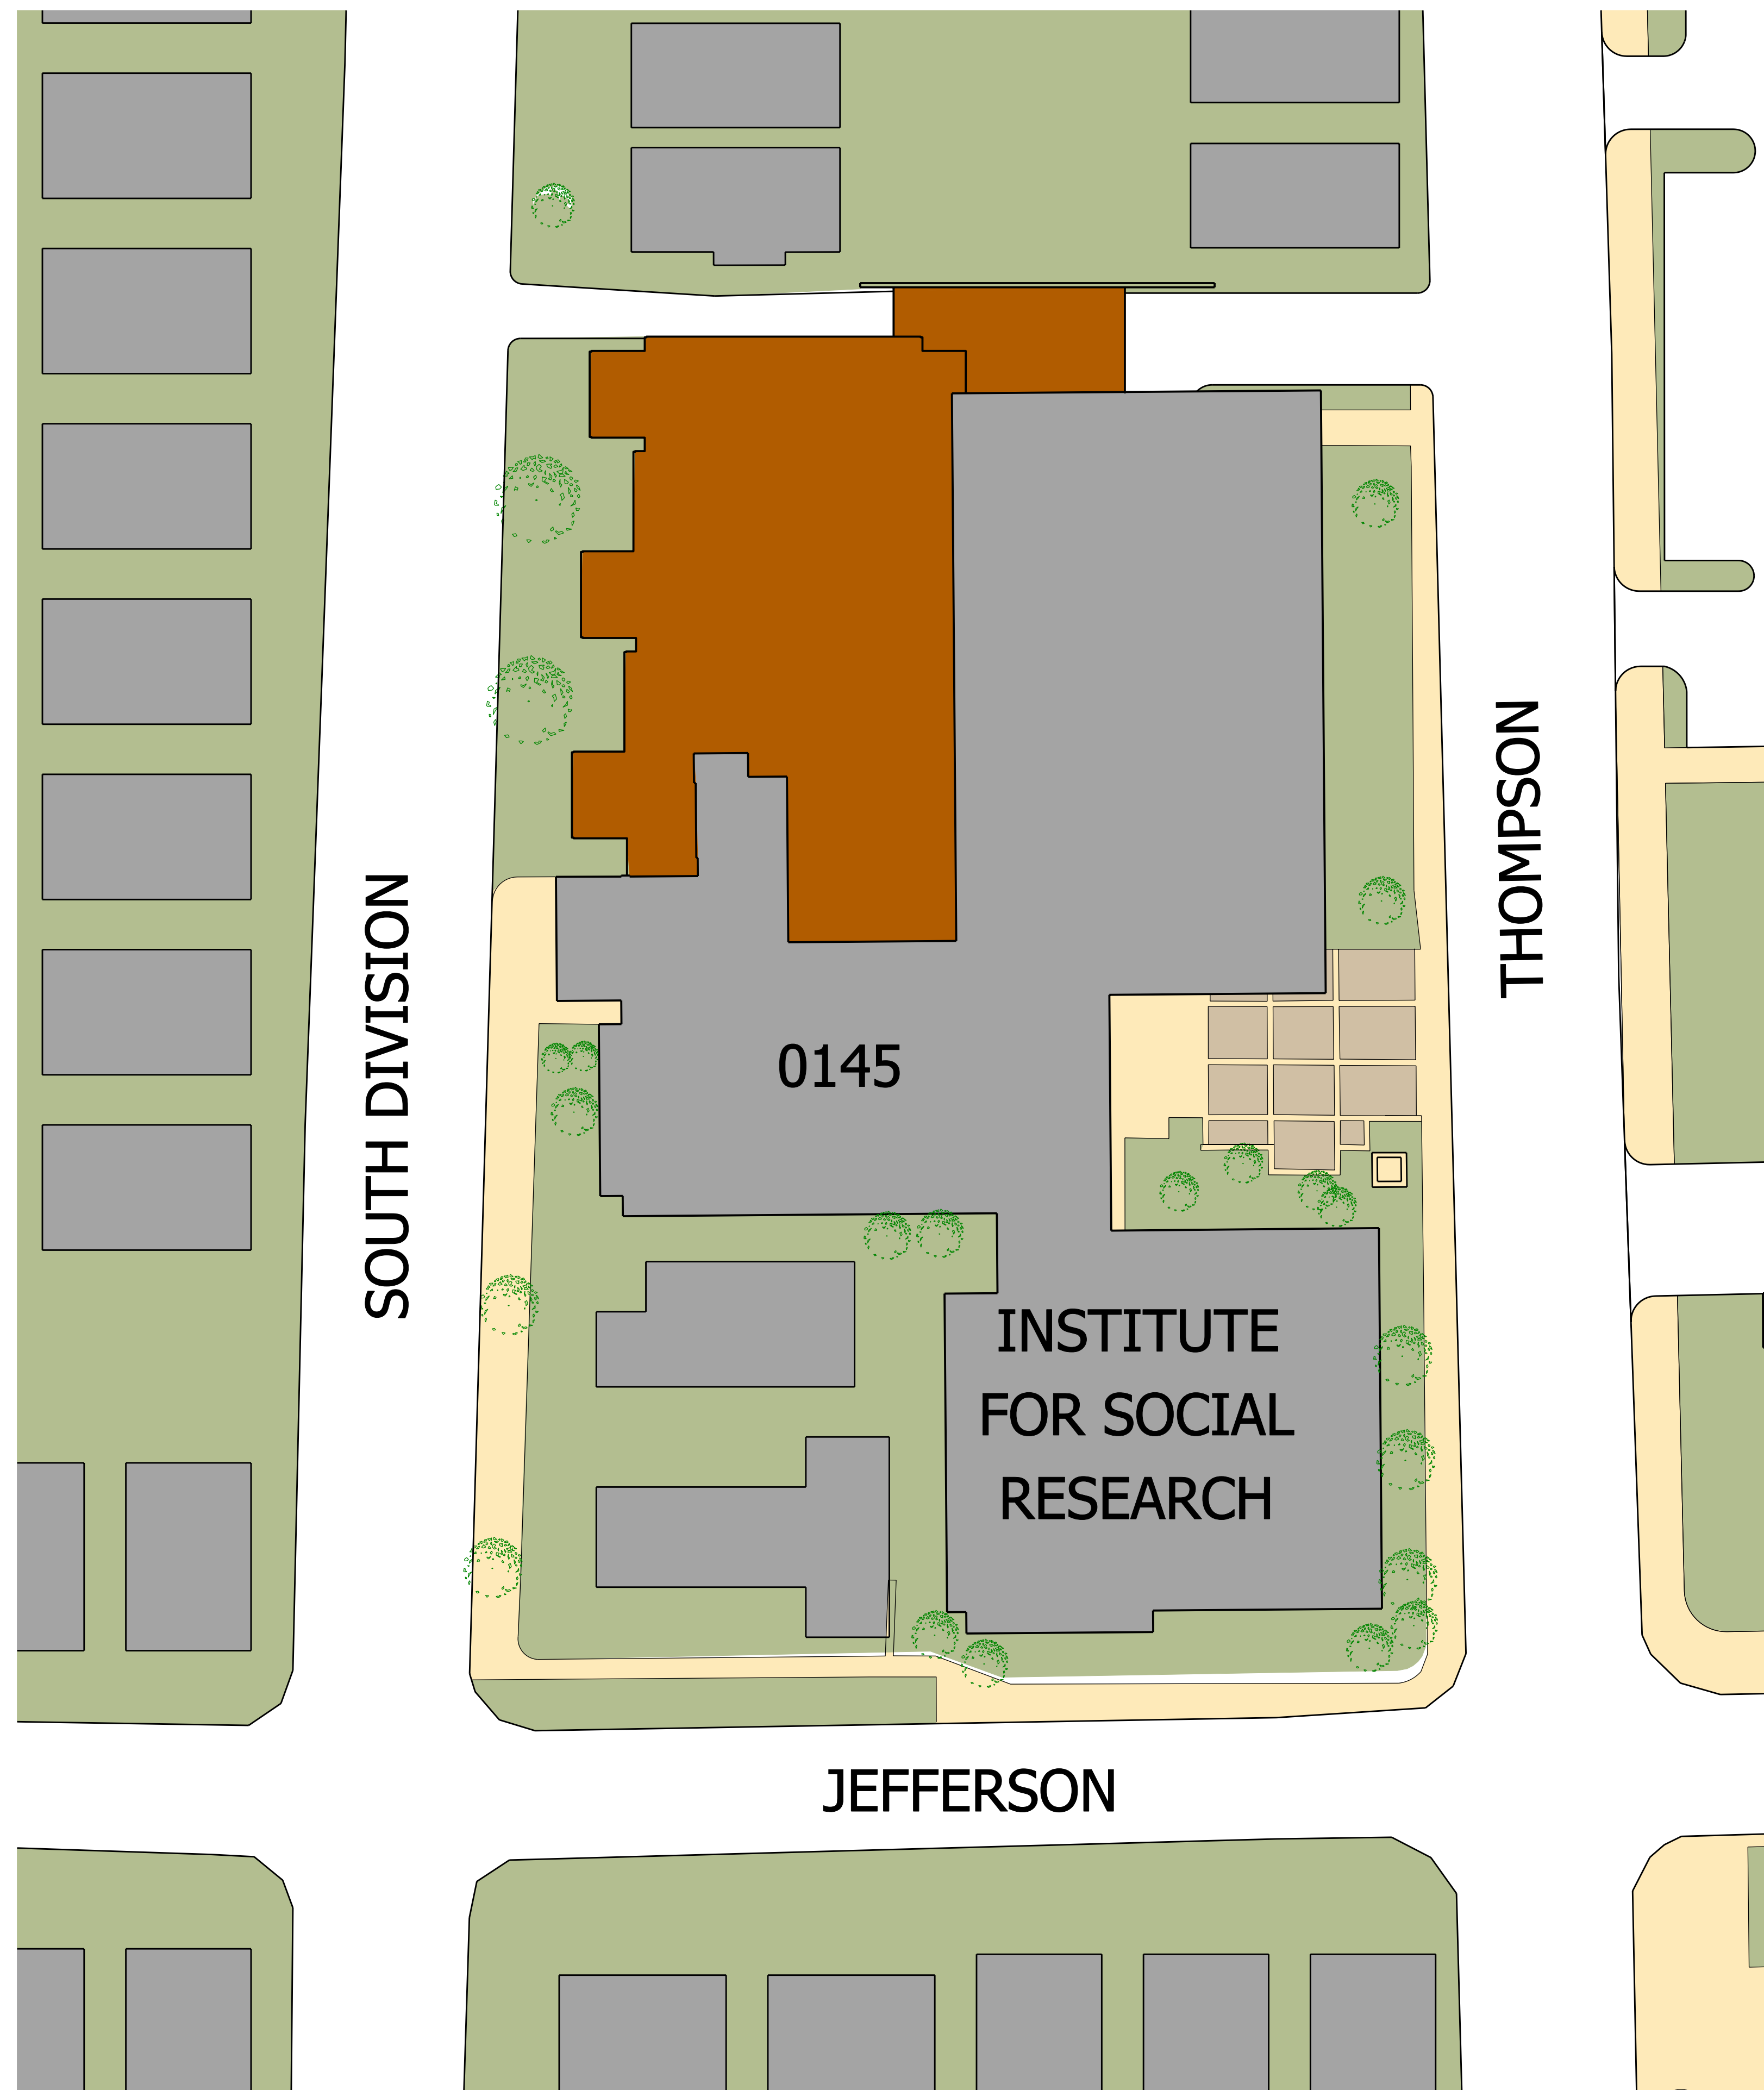 SOUTH DIVISION
THOMPSON
0145
INSTITUTE
FOR SOCIAL
RESEARCH
JEFFERSON